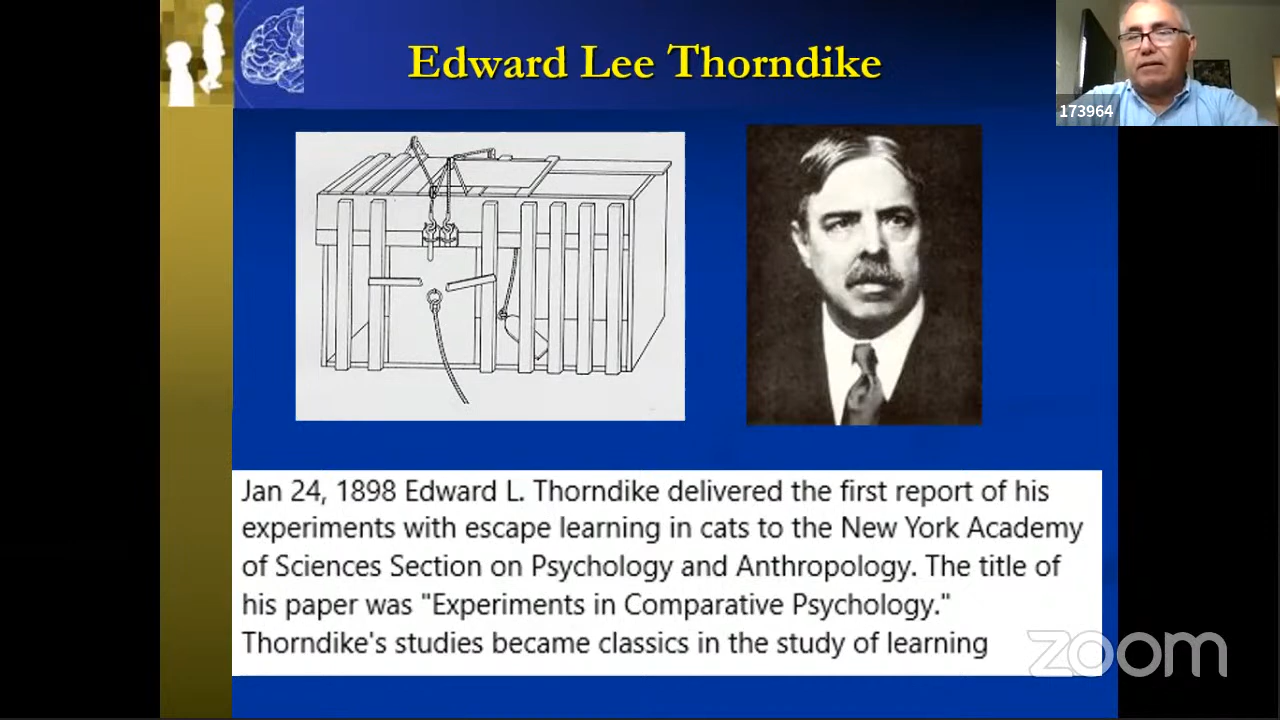 Edward Lee Thorndike
173964
Jan 24, 1898 Edward L. Thorndike delivered the first report of his
experiments with escape learning in cats to the New York Academy
of Sciences Section on Psychology and Anthropology. The title of
his paper was "Experiments in Comparative Psychology."
Thorndike's studies became classics in the study of learning
zoom